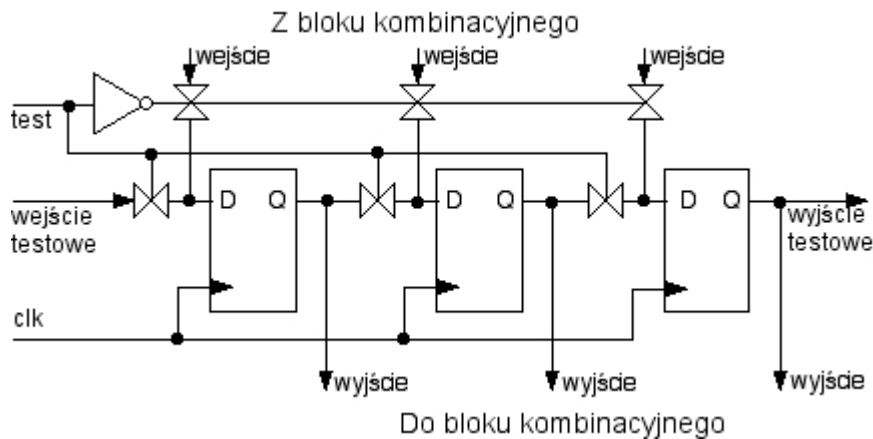 Z bloku kombinacyjnego
wejście wejście wejście
test
D Q D Q D Q
wejście
testowe
wyjście
testowe
clk
wyjście wyjście wyjście
Do bloku kombinacyjnego